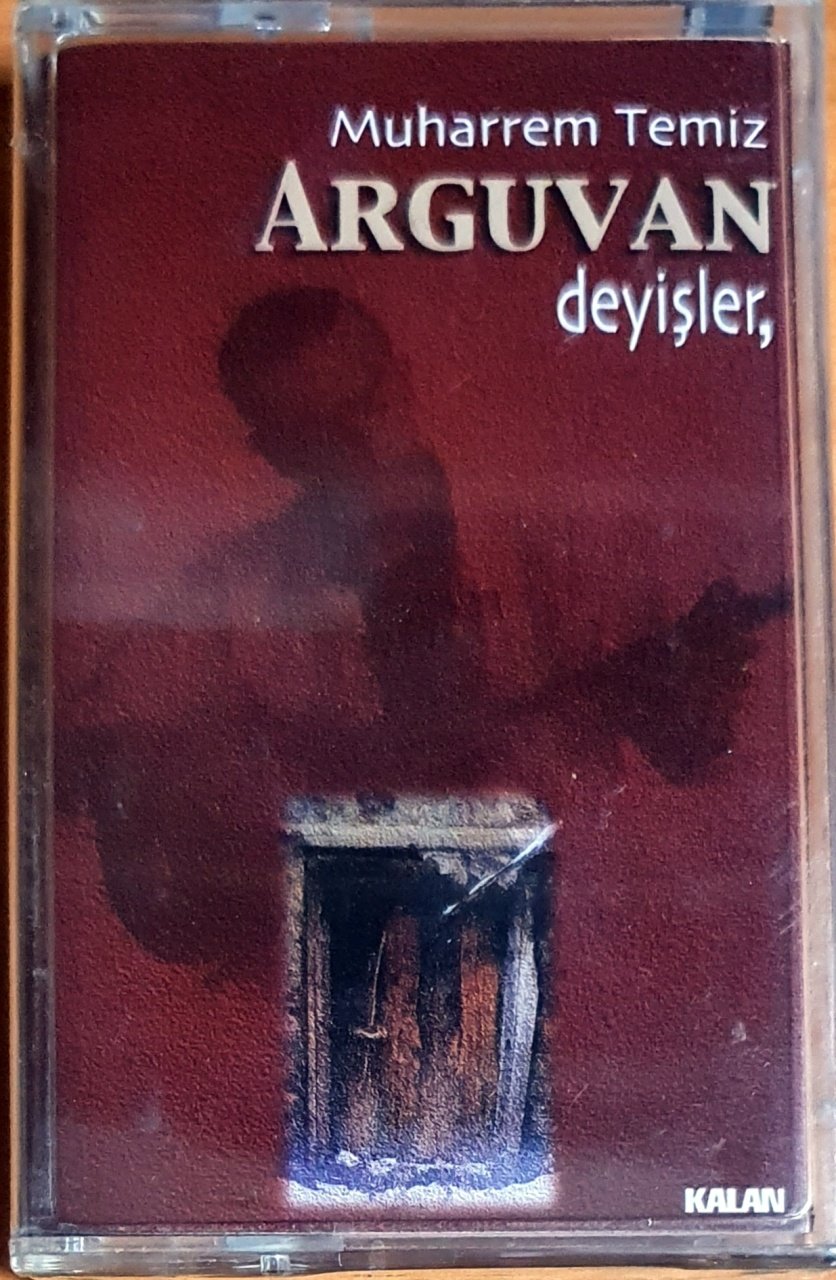 Muharrem Temiz
ARGUVAN
deyişler,
KALAN